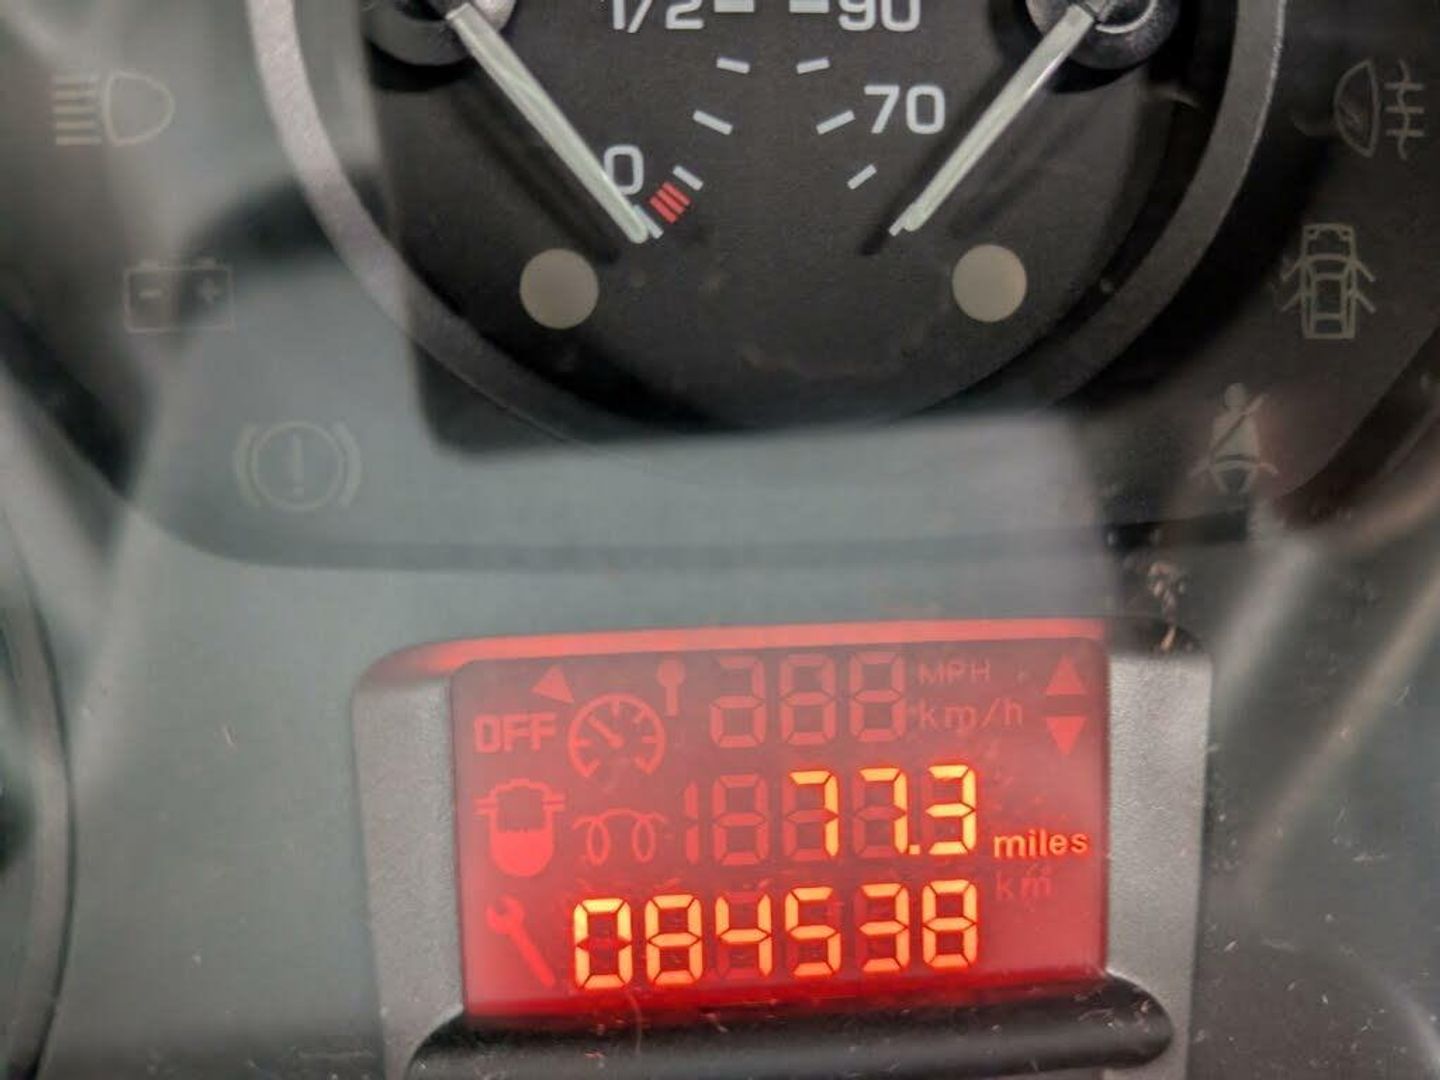 1/2 90
70
0
- +
MPH
OFF km/h
77.3 miles
km
084538